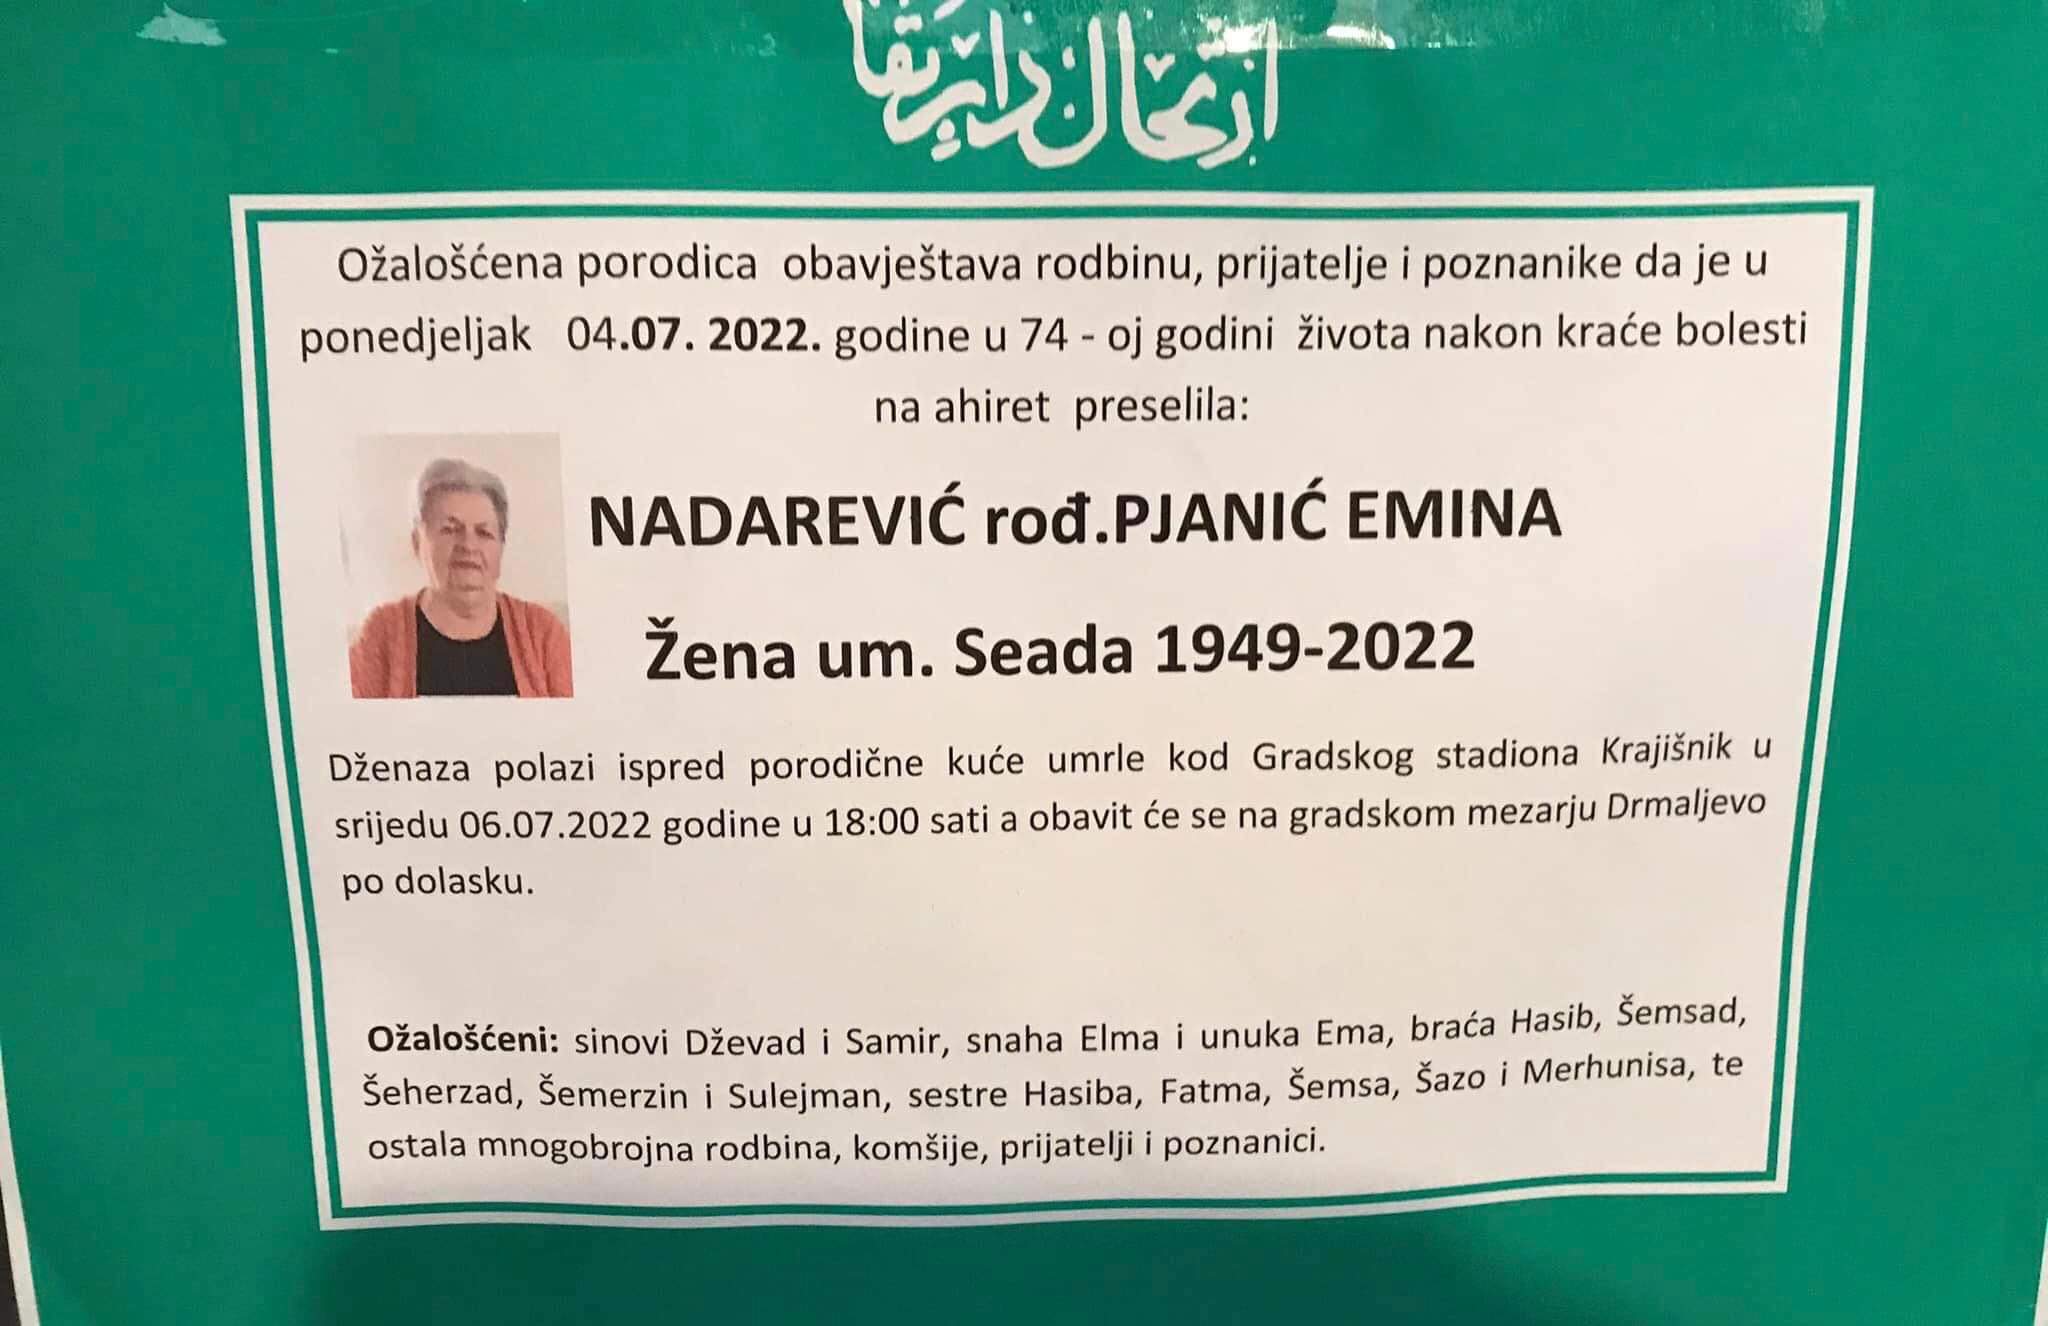 ارتحال دار بقا
Ožalošćena porodica obavještava rodbinu, prijatelje i poznanike da je u
ponedjeljak 04.07. 2022. godine u 74 - oj godini života nakon kraće bolesti
na ahiret preselila:
NADAREVIĆ rođ.PJANIĆ EMINA
Žena um. Seada 1949-2022
Dženaza polazi ispred porodične kuće umrle kod Gradskog stadiona Krajišnik u
srijedu 06.07.2022 godine u 18:00 sati a obavit će se na gradskom mezarju Drmaljevo
po dolasku.
Ožalošćeni: sinovi Dževad i Samir, snaha Elma i unuka Ema, braća Hasib, Šemsad,
Šeherzad, Šemerzin i Sulejman, sestre Hasiba, Fatma, Šemsa, Šazo i Merhunisa, te
ostala mnogobrojna rodbina, komšije, prijatelji i poznanici.